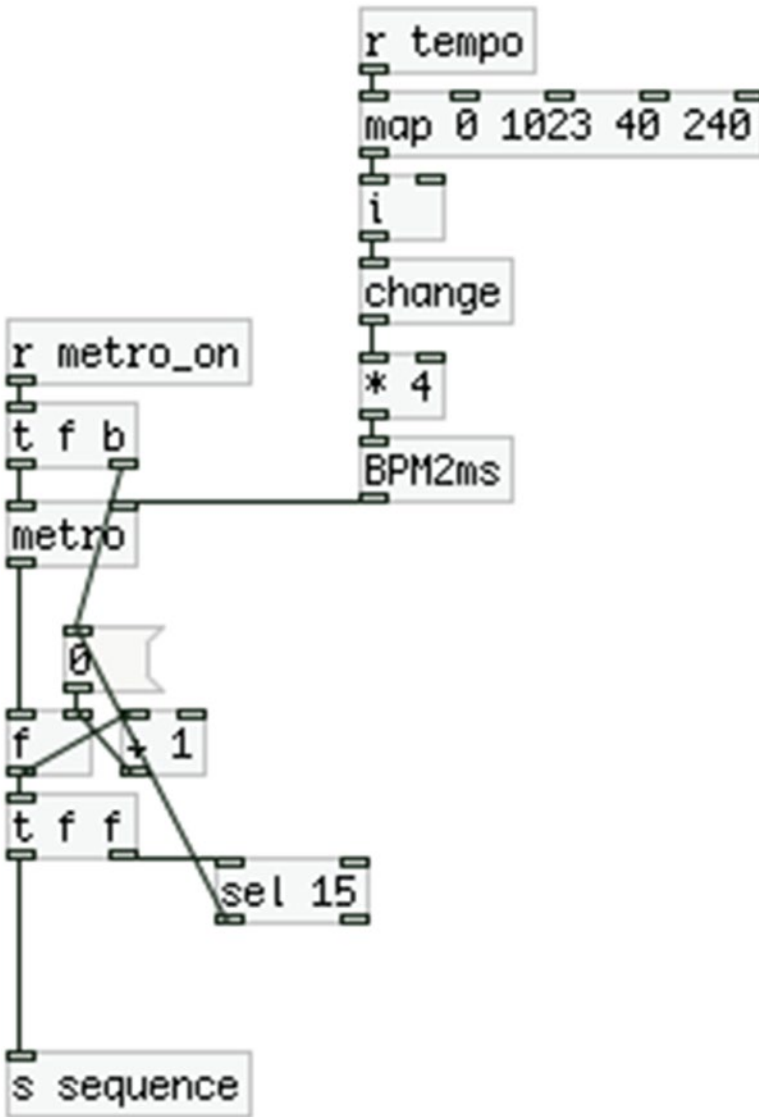 r tempo
map 0 1023 40 240
i
change
r metro_on
* 4
t f b
BPM2ms
metro
0
f
+ 1
t f f
sel 15
s sequence